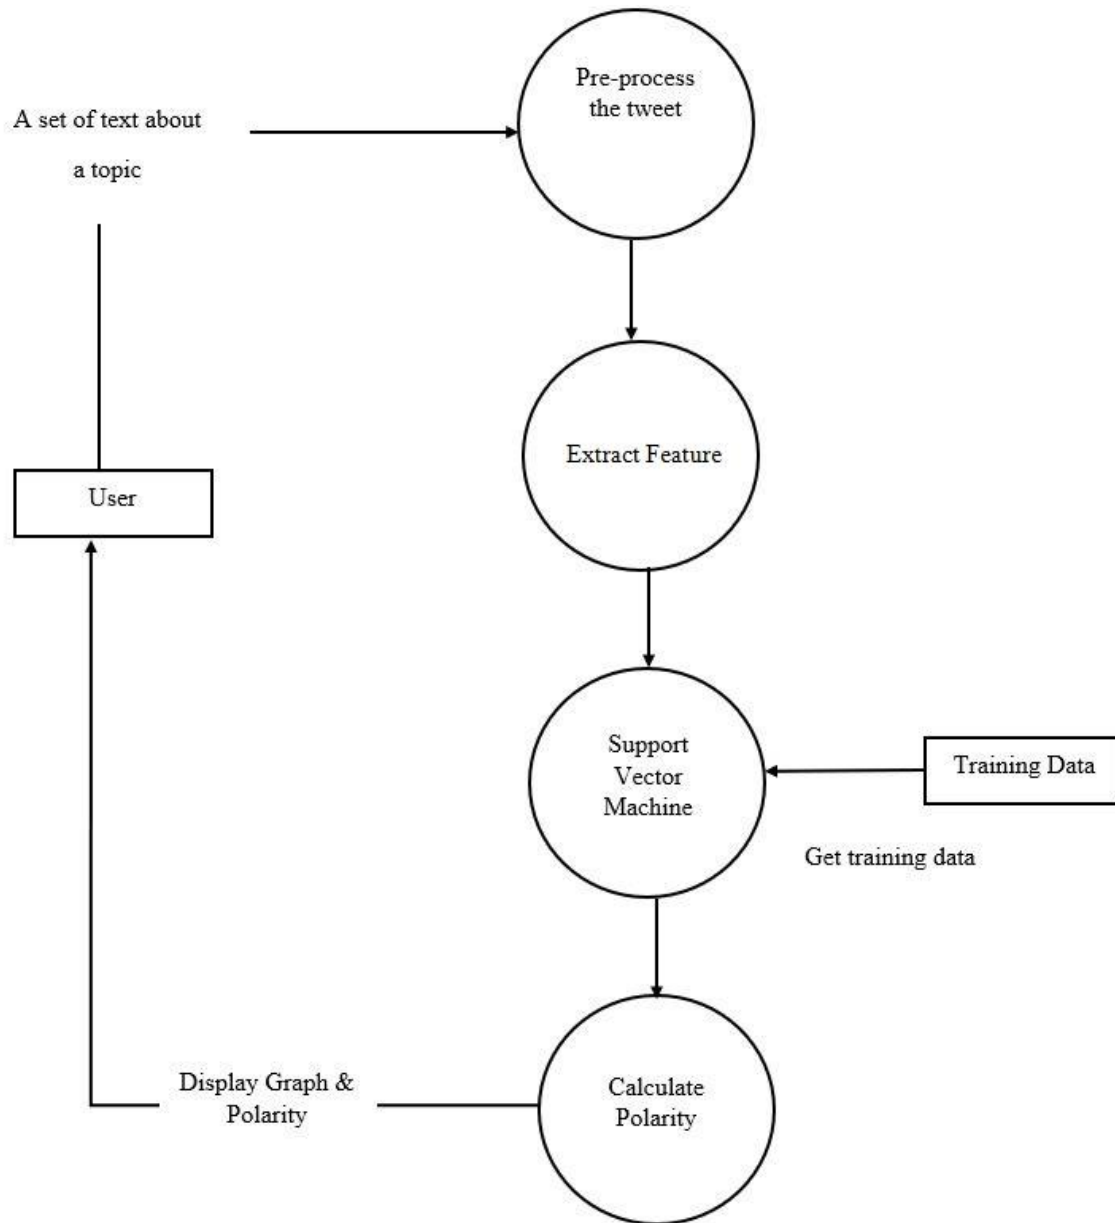 Pre-process
the tweet
A set of text about
a topic
Extract Feature
User
Support
Vector
Machine
Training Data
Get training data
Display Graph &
Polarity
Calculate
Polarity